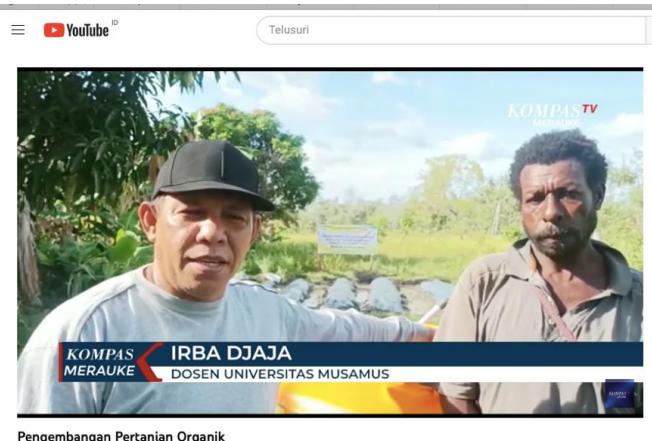 YouTube ID
Telusuri
KOMPAS TV
MERAUKE
KOMPAS
MERAUKE
IRBA DJAJA
DOSEN UNIVERSITAS MUSAMUS
Pengembangan Pertanian Organik